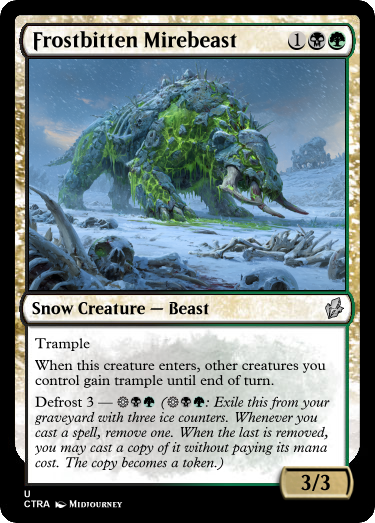 Frostbitten Mirebeast 1
Snow Creature — Beast
Trample
When this creature enters, other creatures you
control gain trample until end of turn.
Defrost 3 — (: Exile this from your
graveyard with three ice counters. Whenever you
cast a spell, remove one. When the last is removed,
you may cast a copy of it without paying its mana
cost. The copy becomes a token.)
3/3
U
CTRA Midjourney